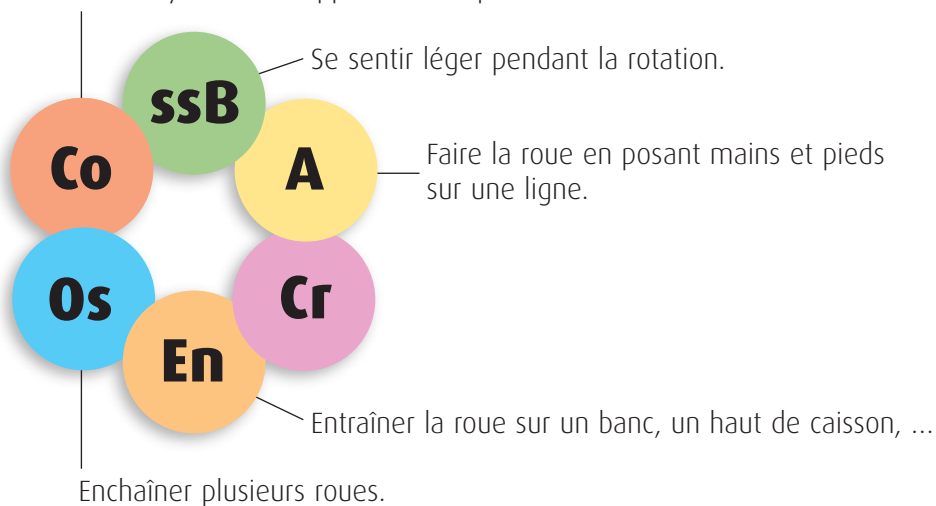 ssB
Se sentir léger pendant la rotation.
Co
A
Faire la roue en posant mains et pieds
sur une ligne.
Os
Cr
En
Entraîner la roue sur un banc, un haut de caisson, ...
Enchaîner plusieurs roues.